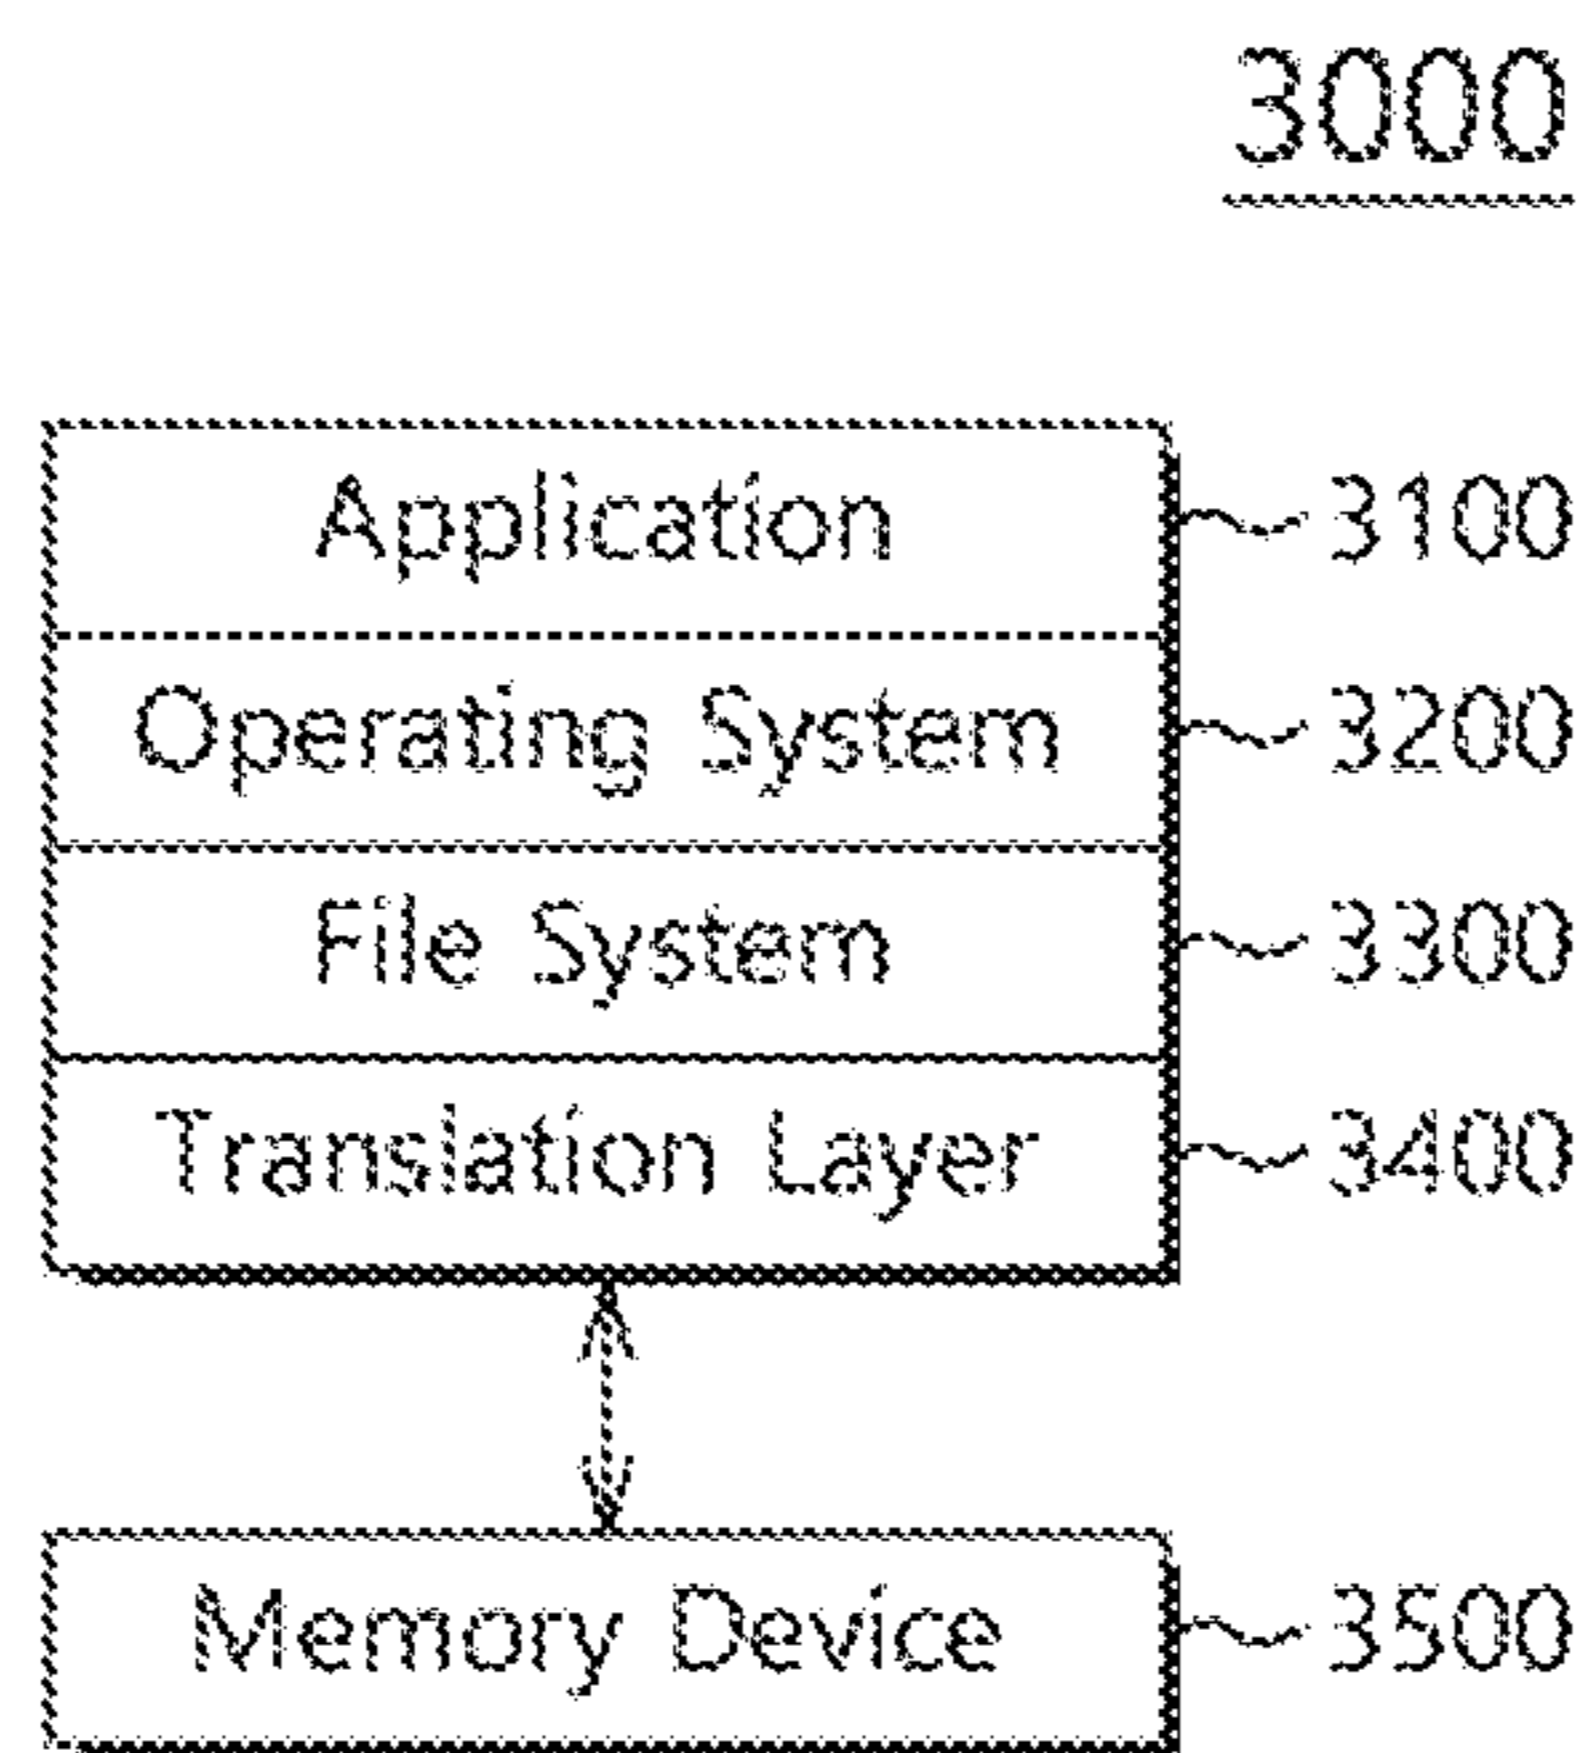 3000
Application 3100
Operating System 3200
File System 3300
Translation Layer 3400
Memory Device 3500